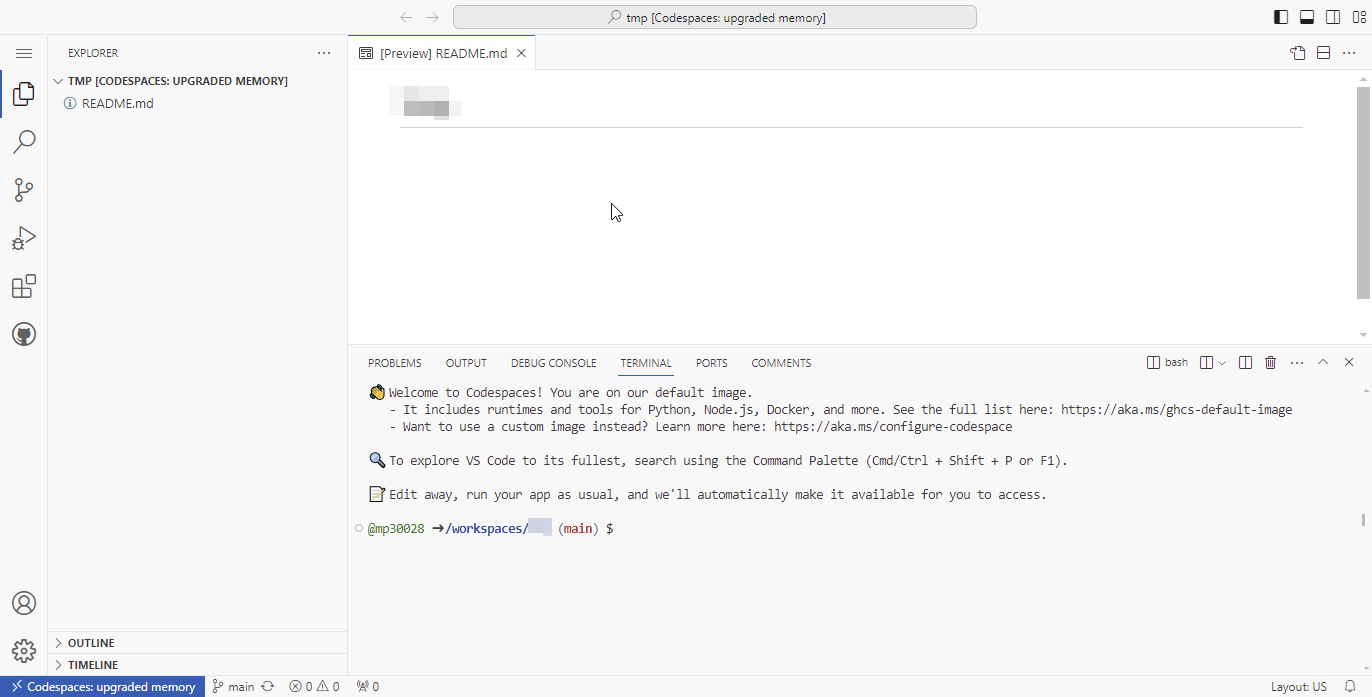 tmp [Codespaces: upgraded memory]
EXPLORER
TMP [CODESPACES: UPGRADED MEMORY]
README.md
OUTLINE
TIMELINE
[Preview] README.md
PROBLEMS OUTPUT DEBUG CONSOLE TERMINAL PORTS COMMENTS bash
Welcome to Codespaces! You are on our default image.
- It includes runtimes and tools for Python, Node.js, Docker, and more. See the full list here: https://aka.ms/ghcs-default-image
- Want to use a custom image instead? Learn more here: https://aka.ms/configure-codespace
To explore VS Code to its fullest, search using the Command Palette (Cmd/Ctrl + Shift + P or F1).
Edit away, run your app as usual, and we'll automatically make it available for you to access.
@mp30028 ➜/workspaces/ (main) $
Codespaces: upgraded memory main 0 0 0 Layout: US